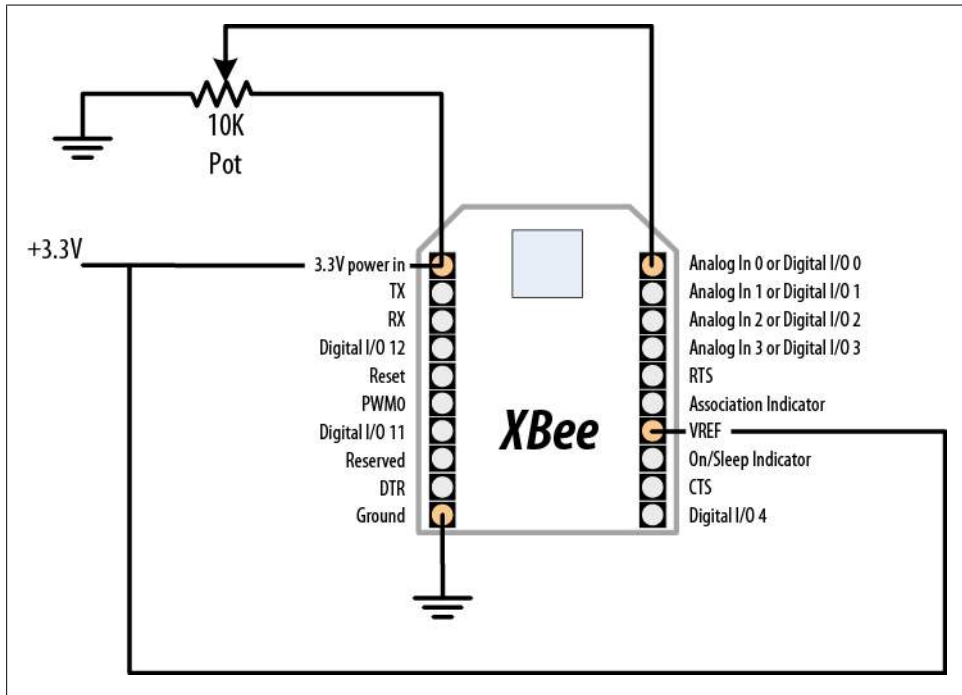 10K
Pot
+3.3V
3.3V power in
TX
RX
Digital I/O 12
Reset
PWM0
Digital I/O 11
Reserved
DTR
Ground
XBee
Analog In 0 or Digital I/O 0
Analog In 1 or Digital I/O 1
Analog In 2 or Digital I/O 2
Analog In 3 or Digital I/O 3
RTS
Association Indicator
VREF
On/Sleep Indicator
CTS
Digital I/O 4